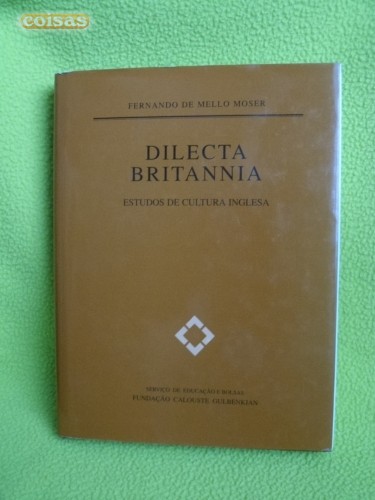 coisas
FERNANDO DE MELLO MOSER
DILECTA
BRITANNIA
ESTUDOS DE CULTURA INGLESA
SERVIÇO DE EDUCAÇÃO E BOLSAS
FUNDAÇÃO CALOUSTE GULBENKIAN